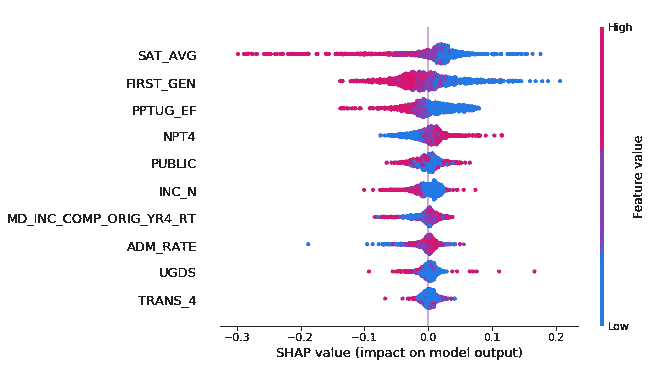 High
SAT_AVG
FIRST_GEN
PPTUG_EF
NPT4
PUBLIC
INC_N
MD_INC_COMP_ORIG_YR4_RT
ADM_RATE
UGDS
TRANS_4
Feature value
Low
−0.3 −0.2 −0.1 0.0 0.1 0.2
SHAP value (impact on model output)